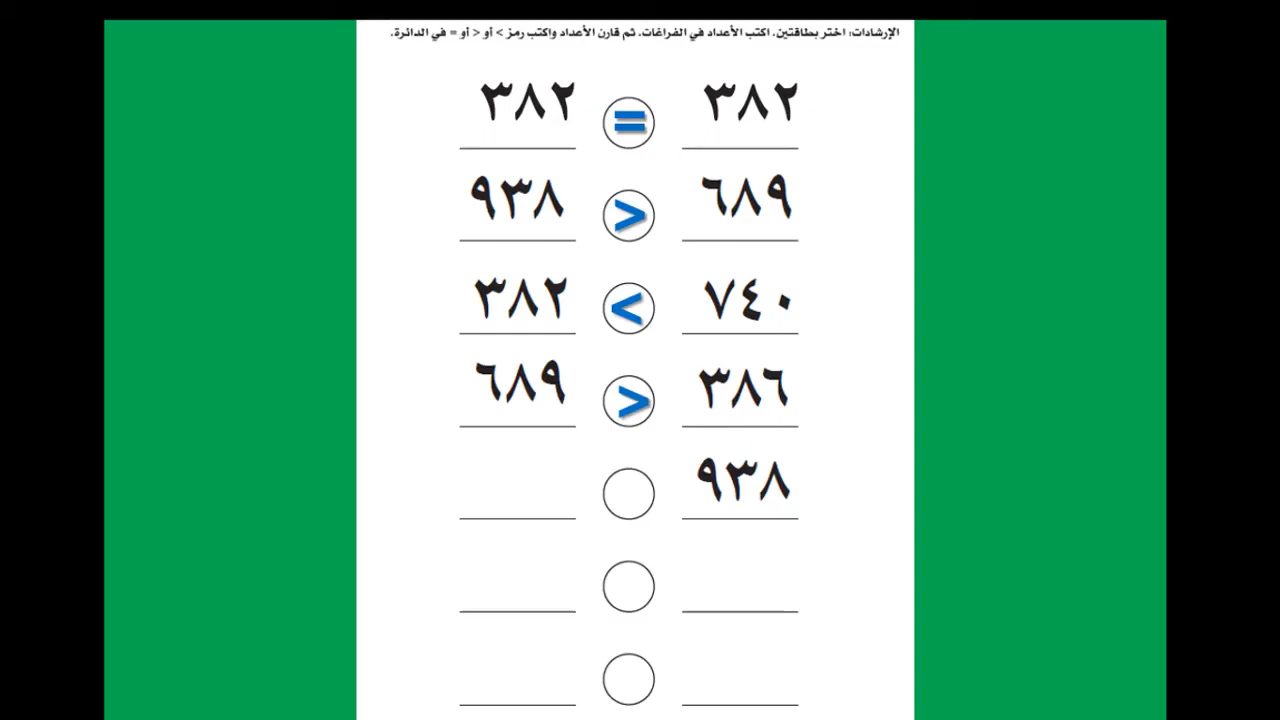 الإرشادات: اختر بطاقتين. اكتب الأعداد في الفراغات. ثم قارن الأعداد واكتب رمز > أو < أو = في الدائرة.
٣٨٢ = ٣٨٢
٦٨٩ < ٩٣٨
٧٤٠ > ٣٨٢
٣٨٦ < ٦٨٩
٩٣٨